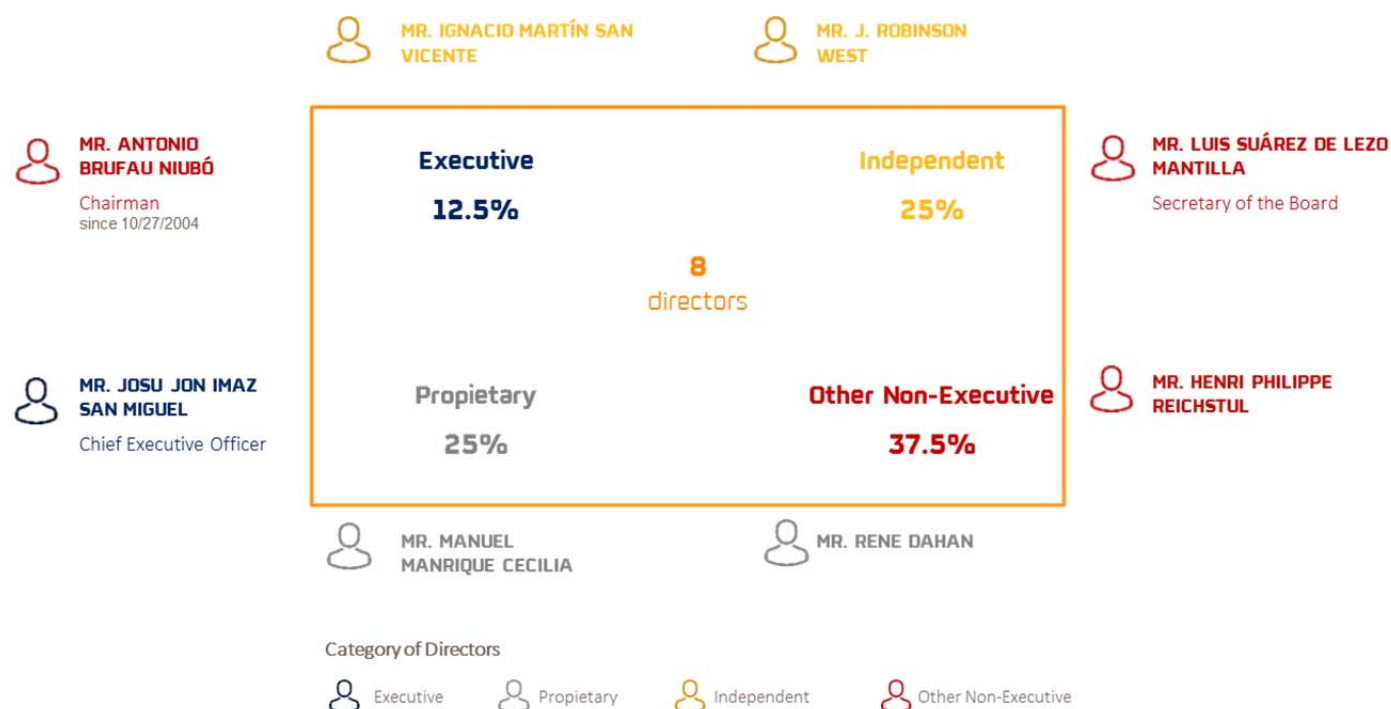 MR. IGNACIO MARTÍN SAN
VICENTE
MR. J. ROBINSON
WEST
MR. ANTONIO
BRUFAU NIUBÓ
Chairman
since 10/27/2004
Executive
12.5%
Independent
25%
MR. LUIS SUÁREZ DE LEZO
MANTILLA
Secretary of the Board
8
directors
MR. JOSU JON IMAZ
SAN MIGUEL
Chief Executive Officer
Propietary
25%
Other Non-Executive
37.5%
MR. HENRI PHILIPPE
REICHSTUL
MR. MANUEL
MANRIQUE CECILIA
MR. RENE DAHAN
Category of Directors
Executive
Propietary
Independent
Other Non-Executive